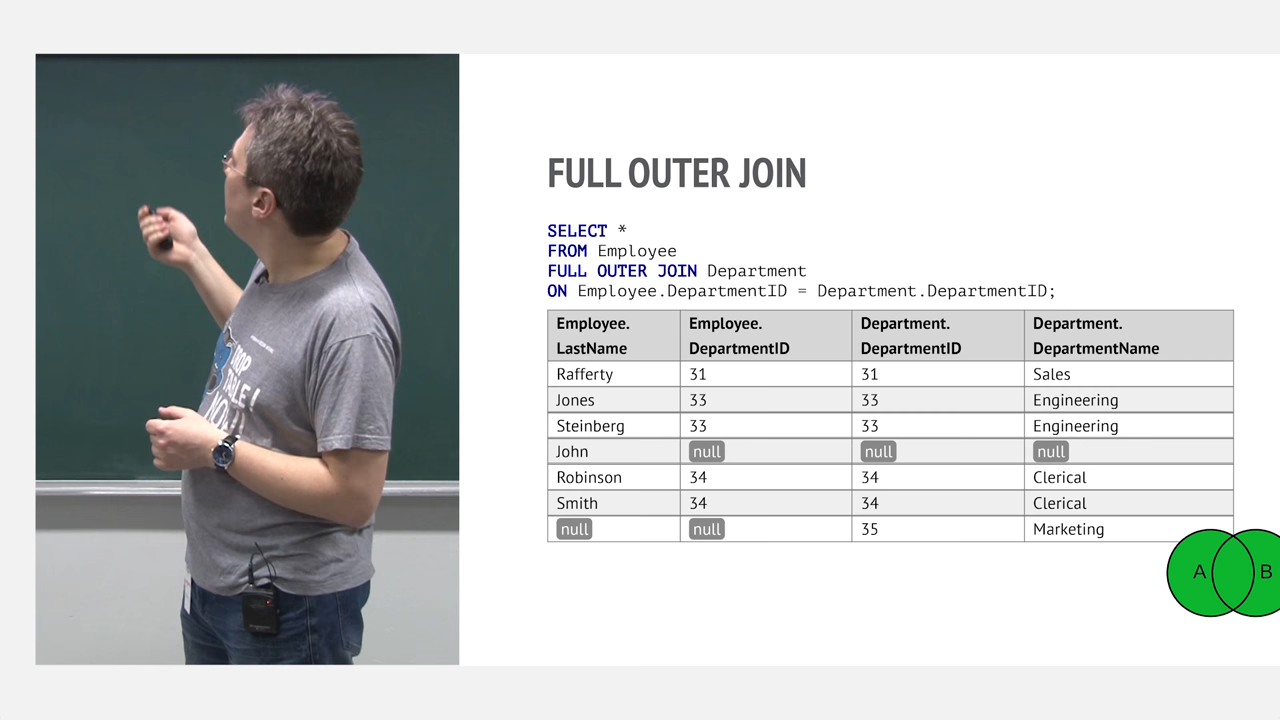 FULL OUTER JOIN
SELECT *
FROM Employee
FULL OUTER JOIN Department
ON Employee.DepartmentID = Department.DepartmentID;
Employee. LastName Employee. DepartmentID Department. DepartmentID Department. DepartmentName
Rafferty 31 31 Sales
Jones 33 33 Engineering
Steinberg 33 33 Engineering
John null null null
Robinson 34 34 Clerical
Smith 34 34 Clerical
null null 35 Marketing
A B
TABLE!